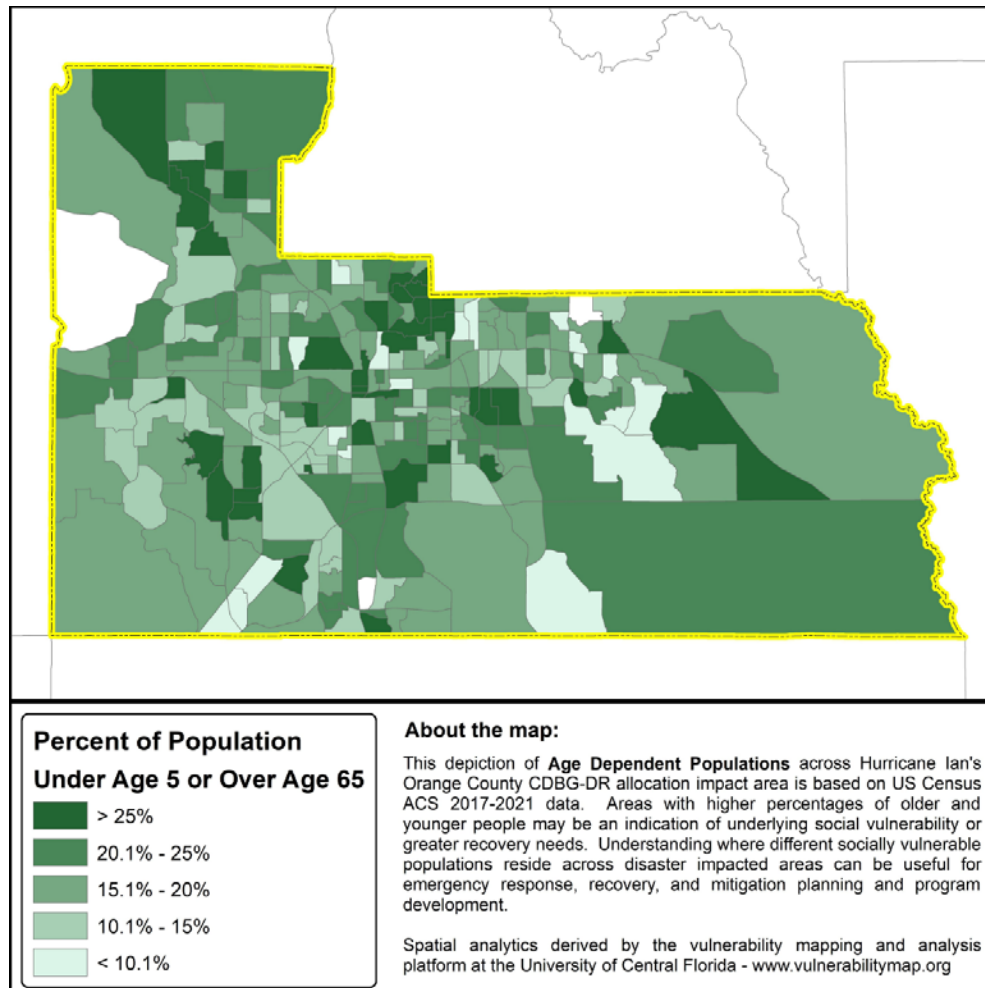 Percent of Population
Under Age 5 or Over Age 65
> 25%
20.1% - 25%
15.1% - 20%
10.1% - 15%
< 10.1%
About the map:
This depiction of Age Dependent Populations across Hurricane Ian's
Orange County CDBG-DR allocation impact area is based on US Census
ACS 2017-2021 data. Areas with higher percentages of older and
younger people may be an indication of underlying social vulnerability or
greater recovery needs. Understanding where different socially vulnerable
populations reside across disaster impacted areas can be useful for
emergency response, recovery, and mitigation planning and program
development.
Spatial analytics derived by the vulnerability mapping and analysis
platform at the University of Central Florida - www.vulnerabilitymap.org